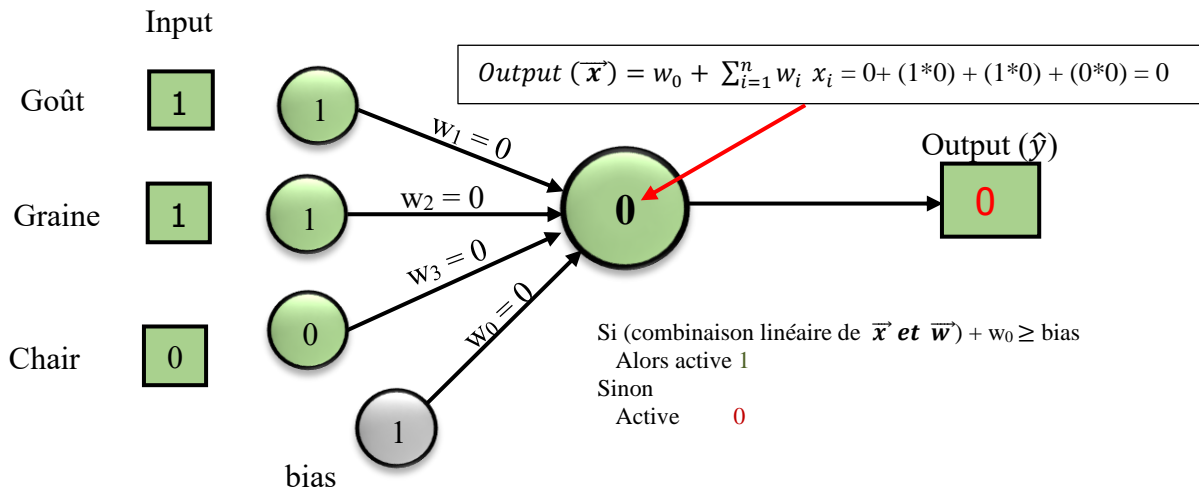 Input
Output (x⃗) = w₀ + ∑ⁿᵢ₌₁ wᵢ xᵢ = 0+ (1*0) + (1*0) + (0*0) = 0
Goût 1 1 w₁ = 0
Output (ŷ)
Graine 1 1 w₂ = 0 0 0
w₃ = 0
Chair 0 0 w₀ = 0
Si (combinaison linéaire de x⃗ et w⃗) + w₀ ≥ bias
Alors active 1
Sinon
Active 0
1
bias